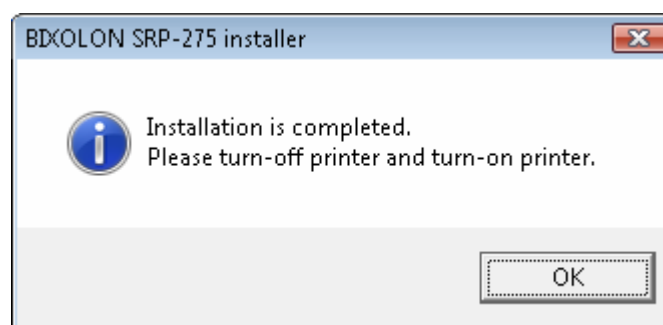 BIXOLON SRP-275 installer
Installation is completed.
Please turn-off printer and turn-on printer.
OK